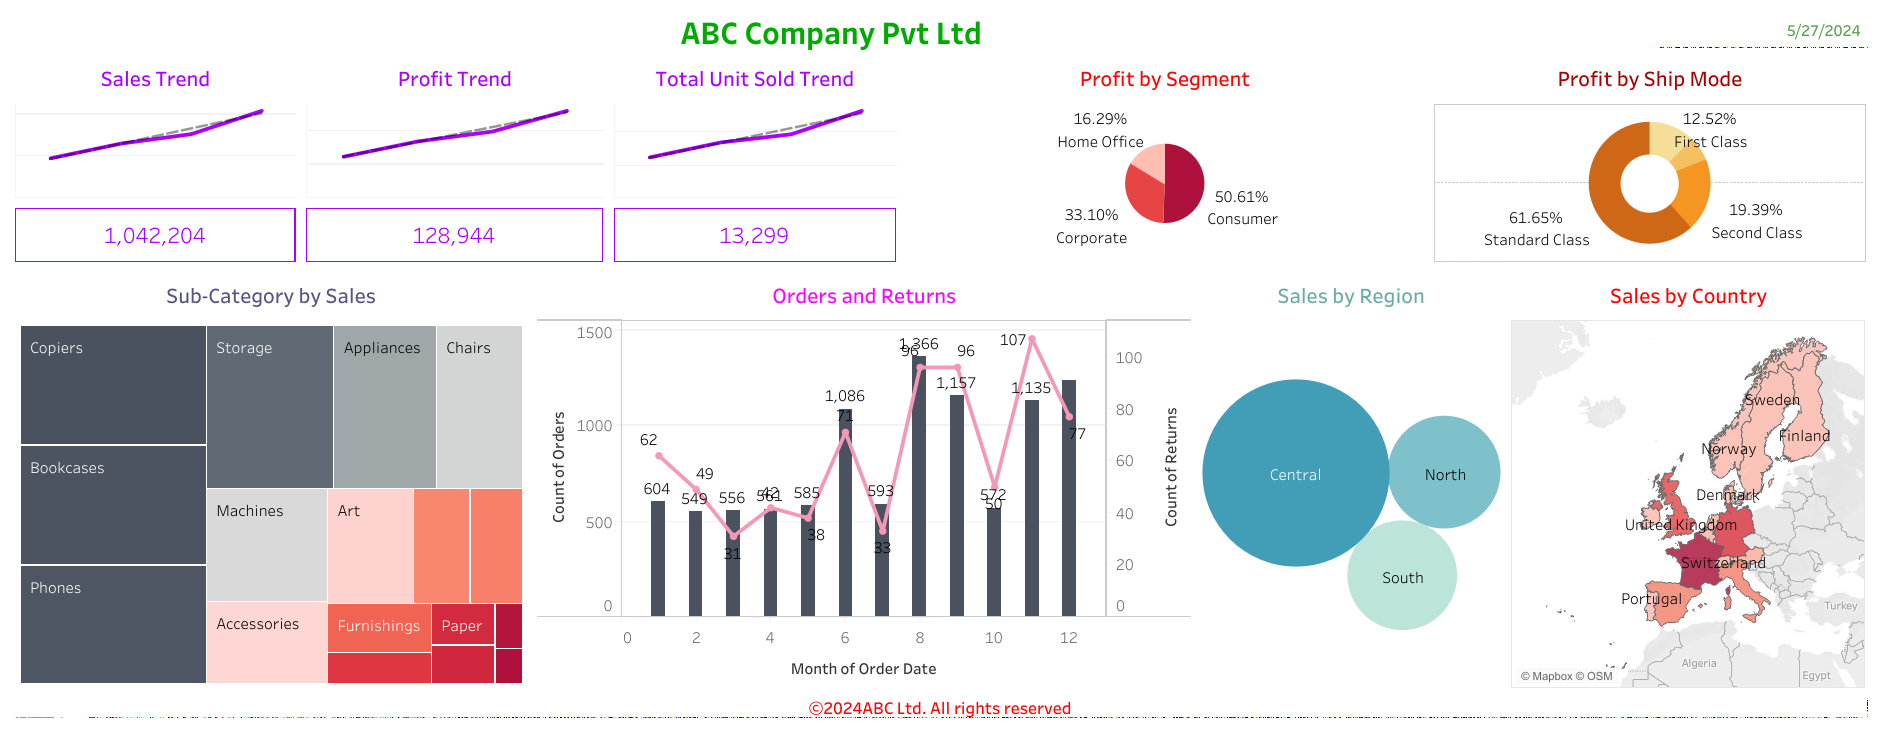 ABC Company Pvt Ltd
5/27/2024
Sales Trend
Profit Trend
Total Unit Sold Trend
Profit by Segment
Profit by Ship Mode
1,042,204
128,944
13,299
16.29%
Home Office
33.10%
Corporate
50.61%
Consumer
12.52%
First Class
61.65%
Standard Class
19.39%
Second Class
Sub-Category by Sales
Orders and Returns
Sales by Region
Sales by Country
Copiers
Bookcases
Phones
Storage
Appliances
Chairs
Machines
Art
Accessories
Furnishings
Paper
Count of Orders
1500
1000
500
0
62
49
31
42
38
71
33
96
96
50
107
77
604
549
556
561
585
1,086
593
1,366
1,157
572
1,135
100
80
60
40
20
0
Count of Returns
0
2
4
6
8
10
12
Month of Order Date
Central
North
South
Sweden
Finland
Norway
Denmark
United Kingdom
Switzerland
Portugal
Turkey
Algeria
Egypt
© Mapbox © OSM
©2024ABC Ltd. All rights reserved